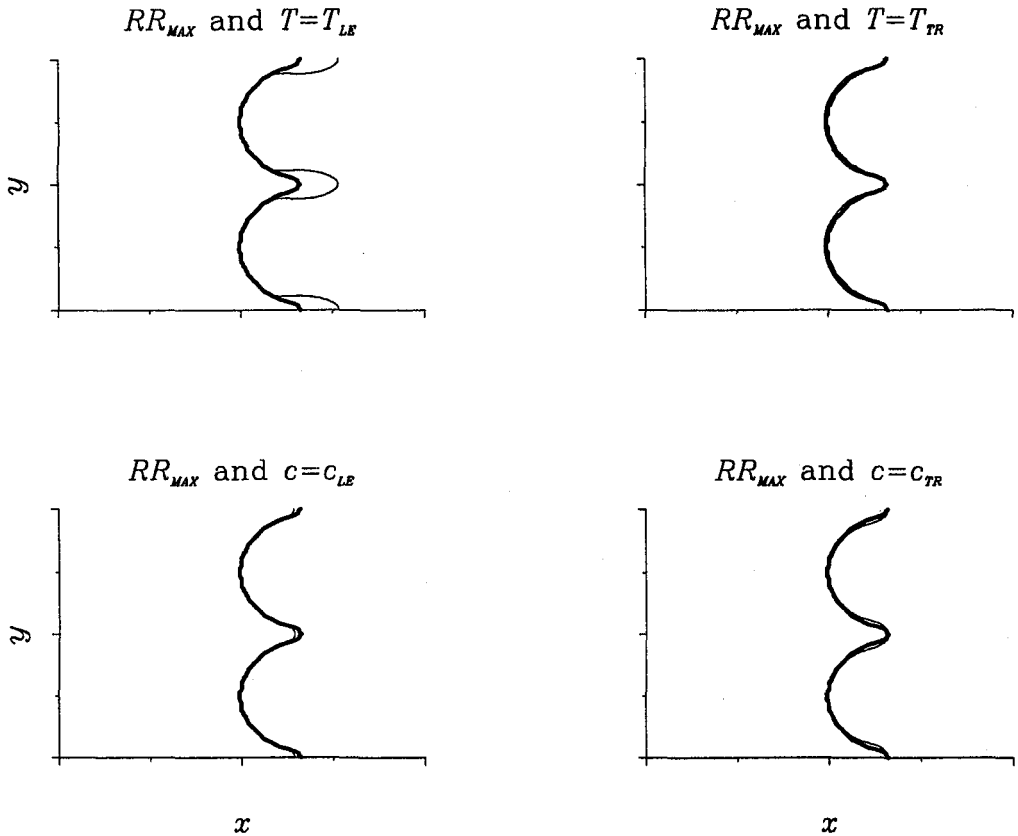 RR_MAX and T=T_LE
RR_MAX and T=T_TR
y
RR_MAX and c=c_LE
RR_MAX and c=c_TR
y
x
x